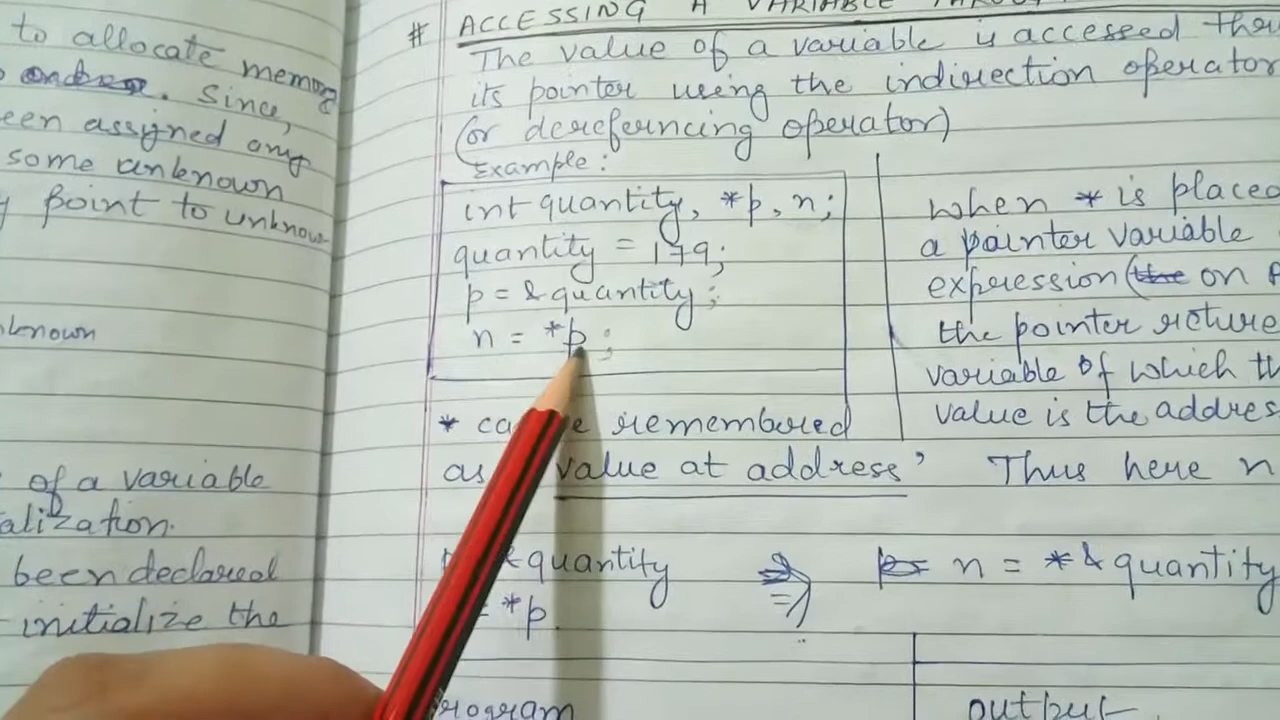 to allocate memory
. Since,
een assigned any
some unknown
point to unknow
known
of a variable
alization.
been declared
initialize the
# ACCESSING A VARIABLE THROU
The value of a variable is accessed thou
its pointer using the indirection operator
(or dereferencing operator)
Example:
int quantity, *p, n;
quantity = 179;
p = & quantity;
n = *p;
when * is placed
a pointer variable
expression (on
the pointer returns
variable of which th
value is the addres
* ca e remembered
as value at address' Thus here n
&quantity n = *& quantity
= *p.
rogram
output